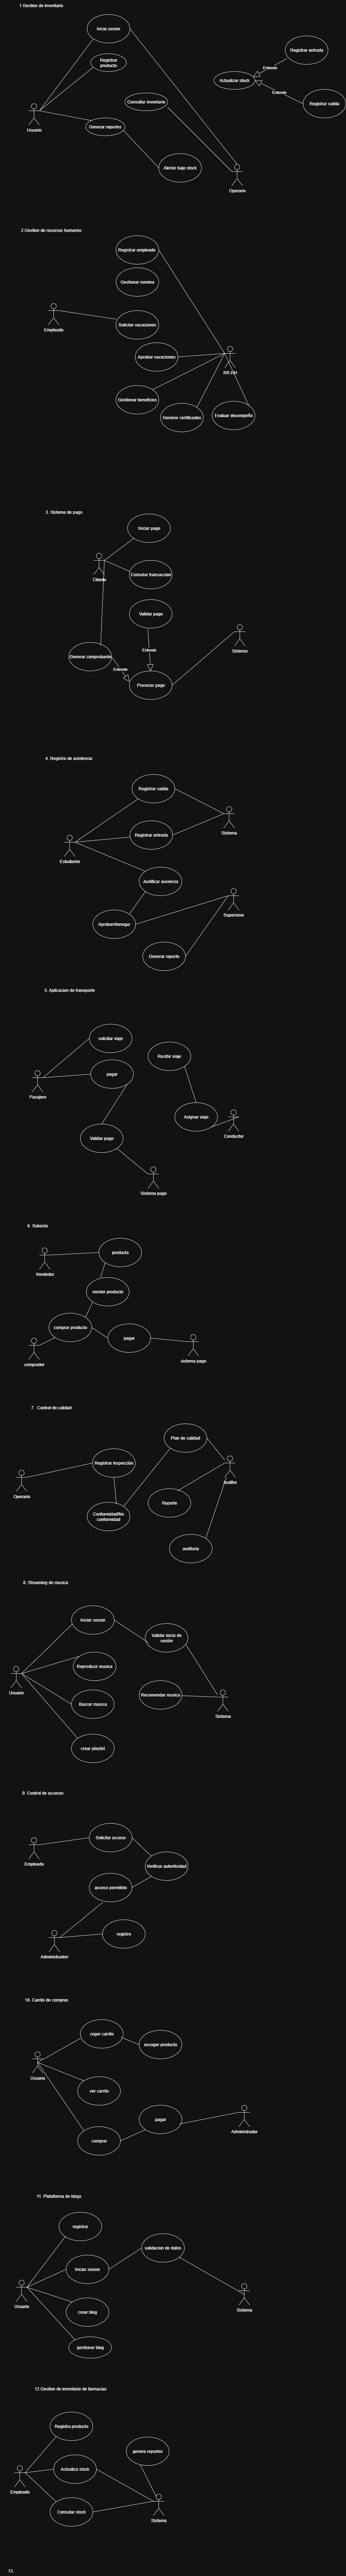 1.Gestion de inventario
Inicia sesion
Registrar entrada
Registrar
producto
Extends
Actualizar stock
Extends
Consultar inventario
Registrar salida
Usuario
Generar reportes
Alertar bajo stock
Operario
2.Gestion de recursos humanos
Registrar empleado
Gestionar nomina
Empleado
Solicitar vacaciones
Aprobar vacaciones
RR.HH
Gestionar beneficios
Generar certificados
Evaluar desempeño
3. Sistema de pago
Iniciar pago
Cliente
Consutar transaccion
Validar pago
Extends
Sistema
Generar comprobante
Extends
Procesar pago
4. Registro de asidencia
Registrar salida
Registrar entrada
Sistema
Estudiante
Justificar ausencia
Supervisor
Aprobar/denegar
Generar reporte
5. Aplicacion de transporte
solicitar viaje
Recibir viaje
pagar
Pasajero
Asignar viaje
Conductor
Validar pago
Sistema pago
6. Subasta
producto
Vendedor
vender producto
comprar producto
pagar
comprador
sistema pago
7. Control de calidad
Plan de calidad
Registrar inspección
Auditor
Operario
Reporte
Conformidad/No
conformidad
auditoria
8. Streaming de musica
Iniciar sesion
Validar inicio de
sesión
Reproducir musica
Usuario
Recomendar musica
Buscar musica
Sistema
crear playlist
9. Control de accesos
Solicitar acceso
Empleado
Verificar autenticidad
acceso permitido
registro
Administradoer
10. Carrito de compras
coger carrito
escoger producto
Usuario
ver carrito
pagar
Administrador
comprar
11. Plataforma de blogs
registrar
validacion de datos
Iniciar sesion
Usuario
Sistema
crear blog
gestionar blog
12.Gestion de inventario de farmacias
Registra producto
genera reportes
Actualiza stock
Empleado
Consutar stock
Sistema
13.